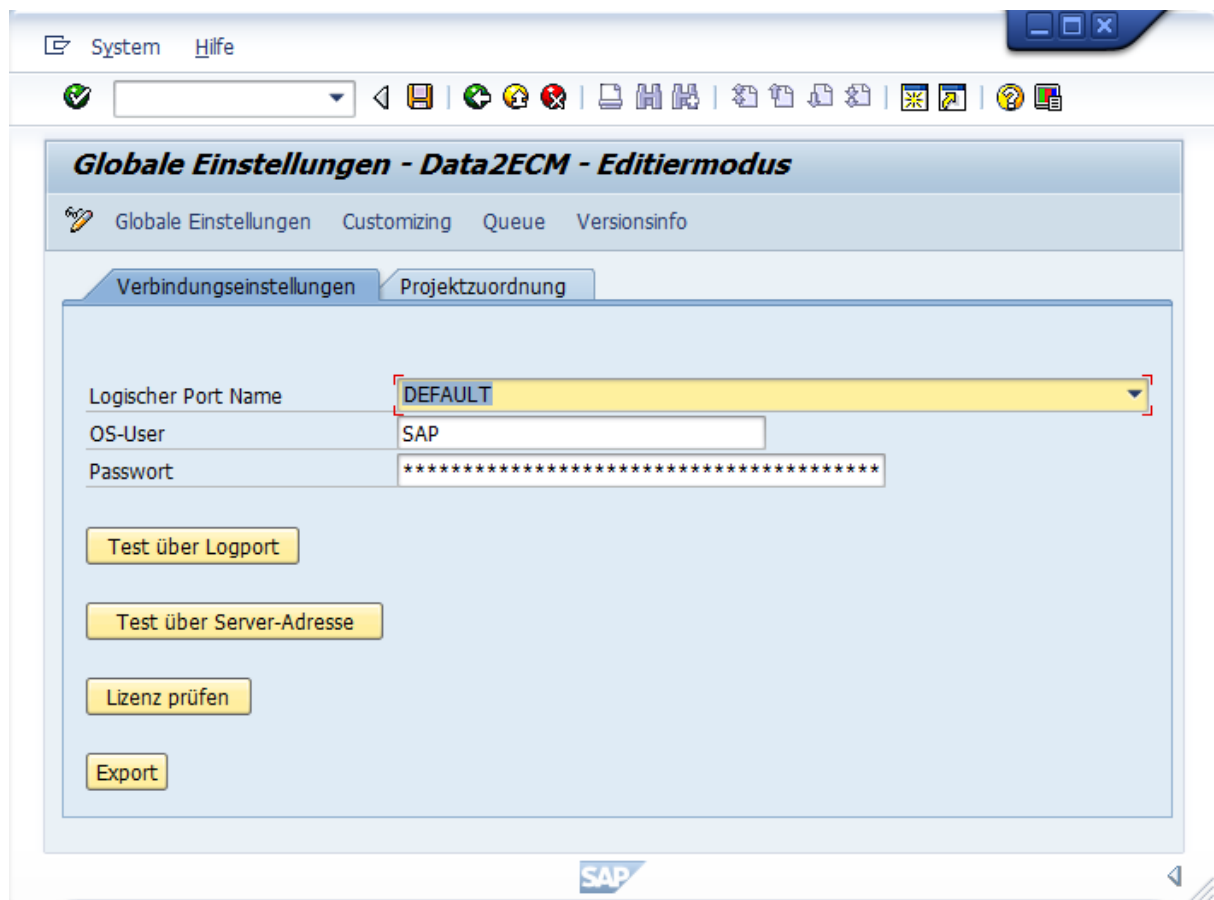 System Hilfe
Globale Einstellungen - Data2ECM - Editiermodus
Globale Einstellungen Customizing Queue Versionsinfo
Verbindungseinstellungen Projektzuordnung
Logischer Port Name DEFAULT
OS-User SAP
Passwort ****************************************
Test über Logport
Test über Server-Adresse
Lizenz prüfen
Export
SAP